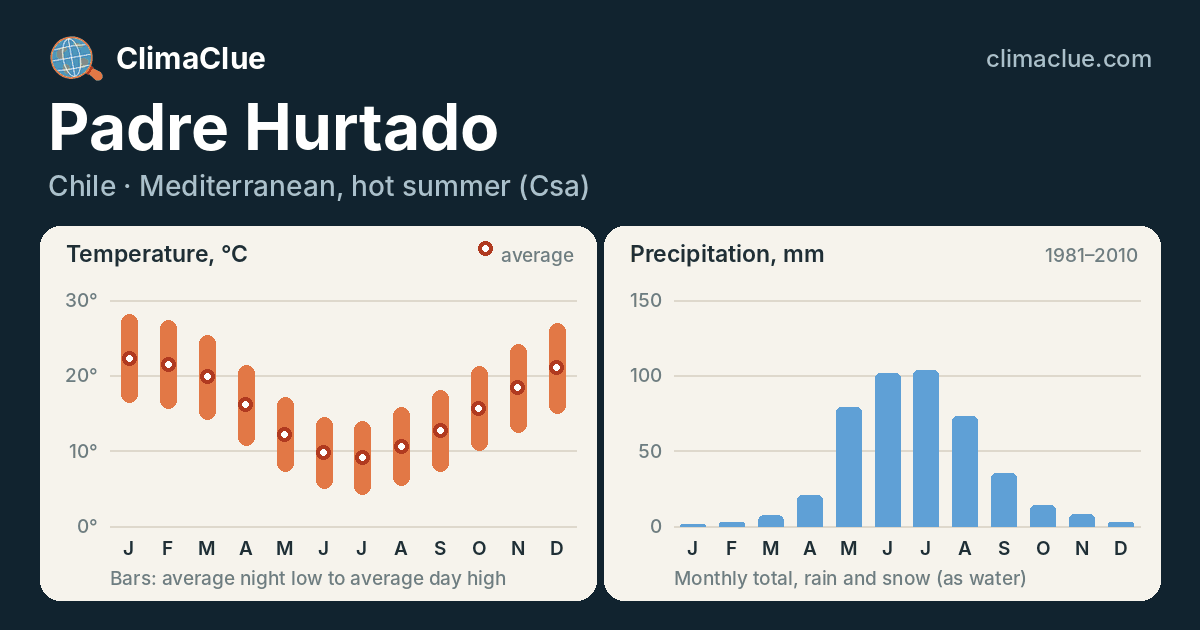 ClimaClue
climaclue.com
Padre Hurtado
Chile · Mediterranean, hot summer (Csa)
Temperature, °C
average
30°
20°
10°
0°
J F M A M J J A S O N D
Bars: average night low to average day high
Precipitation, mm
1981–2010
150
100
50
0
J F M A M J J A S O N D
Monthly total, rain and snow (as water)